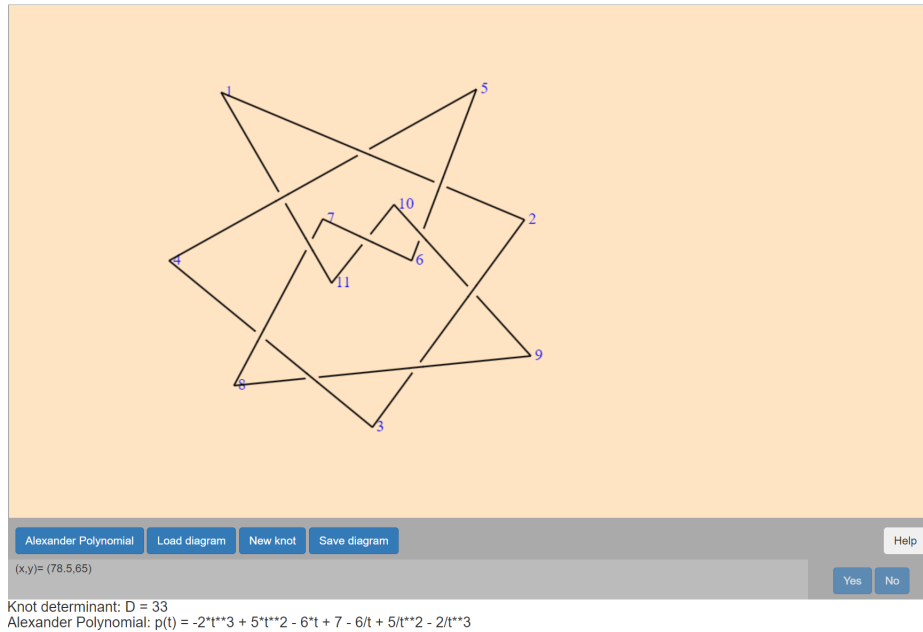 1
5
10
7
2
4
6
11
9
8
3
Alexander Polynomial Load diagram New knot Save diagram Help
(x,y)= (78.5,65)
Yes No
Knot determinant: D = 33
Alexander Polynomial: p(t) = -2*t**3 + 5*t**2 - 6*t + 7 - 6/t + 5/t**2 - 2/t**3